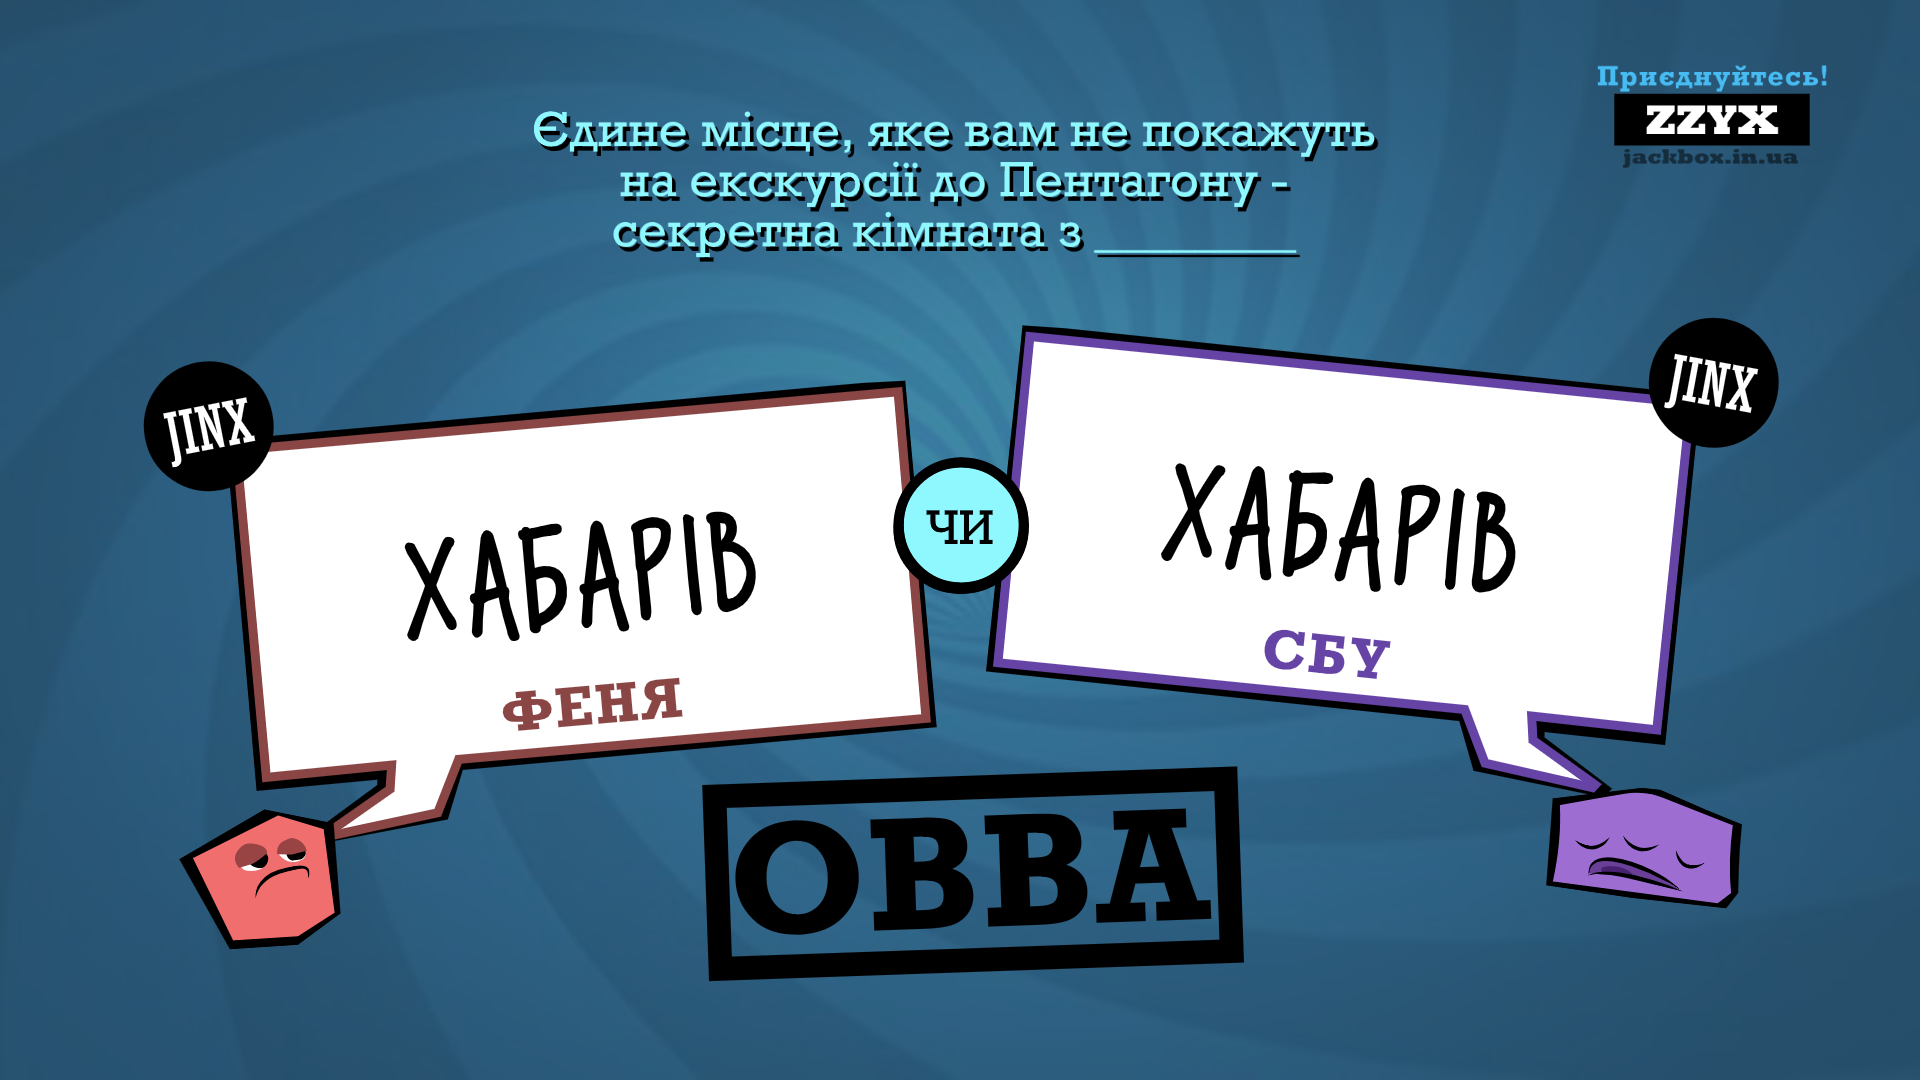 Приєднуйтесь!
ZZYX
jackbox.in.ua
Єдине місце, яке вам не покажуть
на екскурсії до Пентагону -
секретна кімната з ________
JINX
ХАБАРІВ
ФЕНЯ
ЧИ
JINX
ХАБАРІВ
СБУ
ОВВА